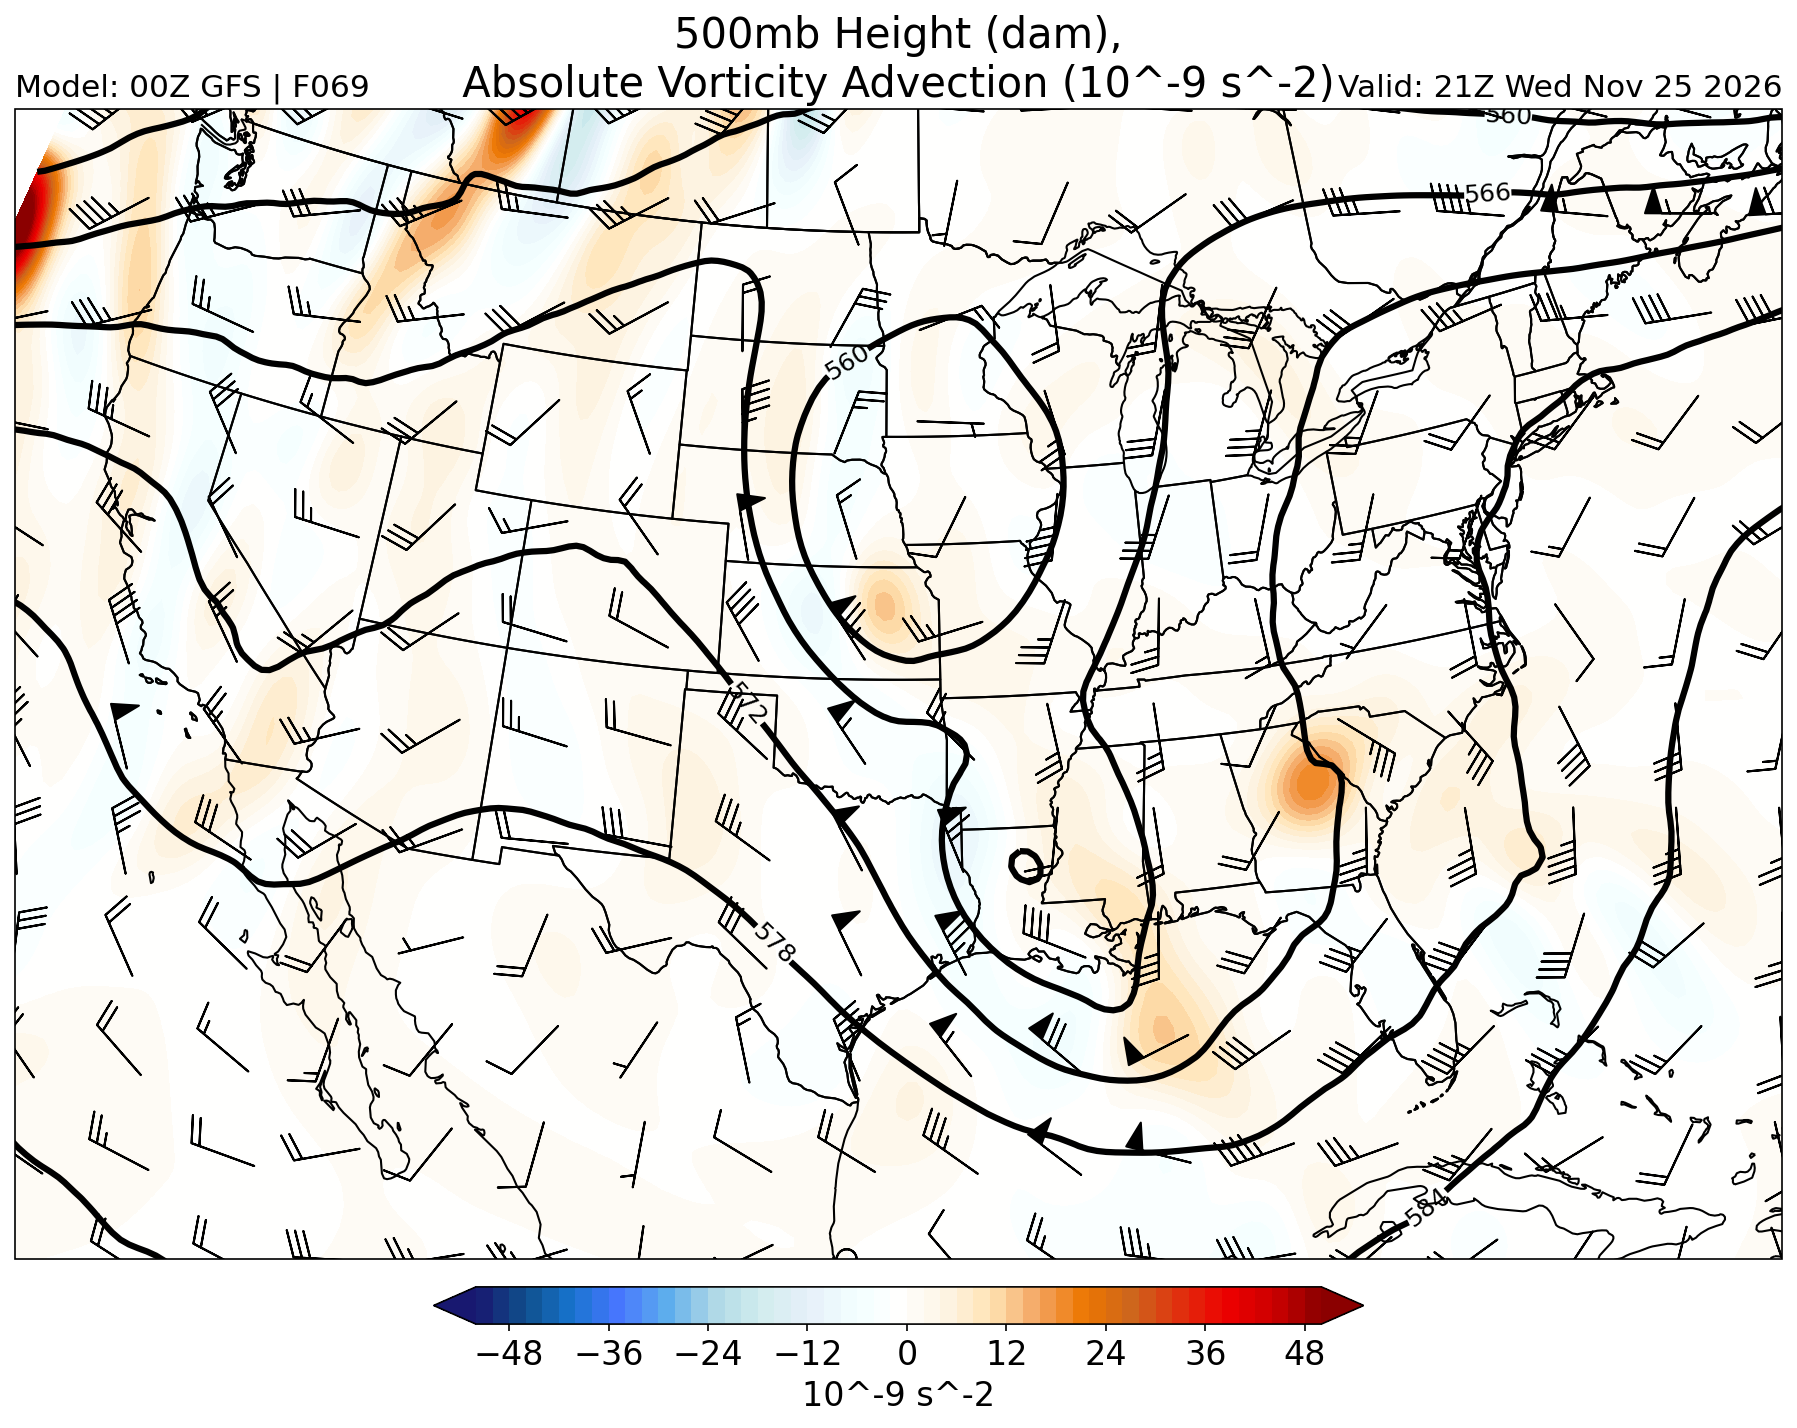 500mb Height (dam),
Model: 00Z GFS | F069
Absolute Vorticity Advection (10^-9 s^-2)
Valid: 21Z Wed Nov 25 2026
560
566
560
572
578
584
−48 −36 −24 −12 0 12 24 36 48
10^-9 s^-2